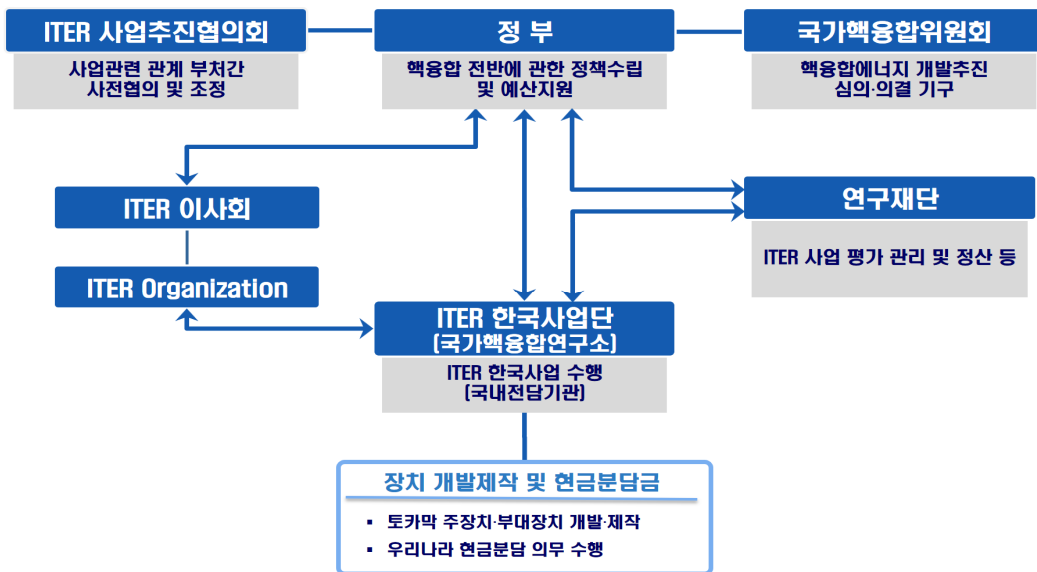 ITER 사업추진협의회
사업관련 관계 부처간
사전협의 및 조정
정 부
핵융합 전반에 관한 정책수립
및 예산지원
국가핵융합위원회
핵융합에너지 개발추진
심의·의결 기구
ITER 이사회
연구재단
ITER 사업 평가 관리 및 정산 등
ITER Organization
ITER 한국사업단
(국가핵융합연구소)
ITER 한국사업 수행
(국내전담기관)
장치 개발제작 및 현금분담금
▪ 토카막 주장치·부대장치 개발·제작
▪ 우리나라 현금분담 의무 수행